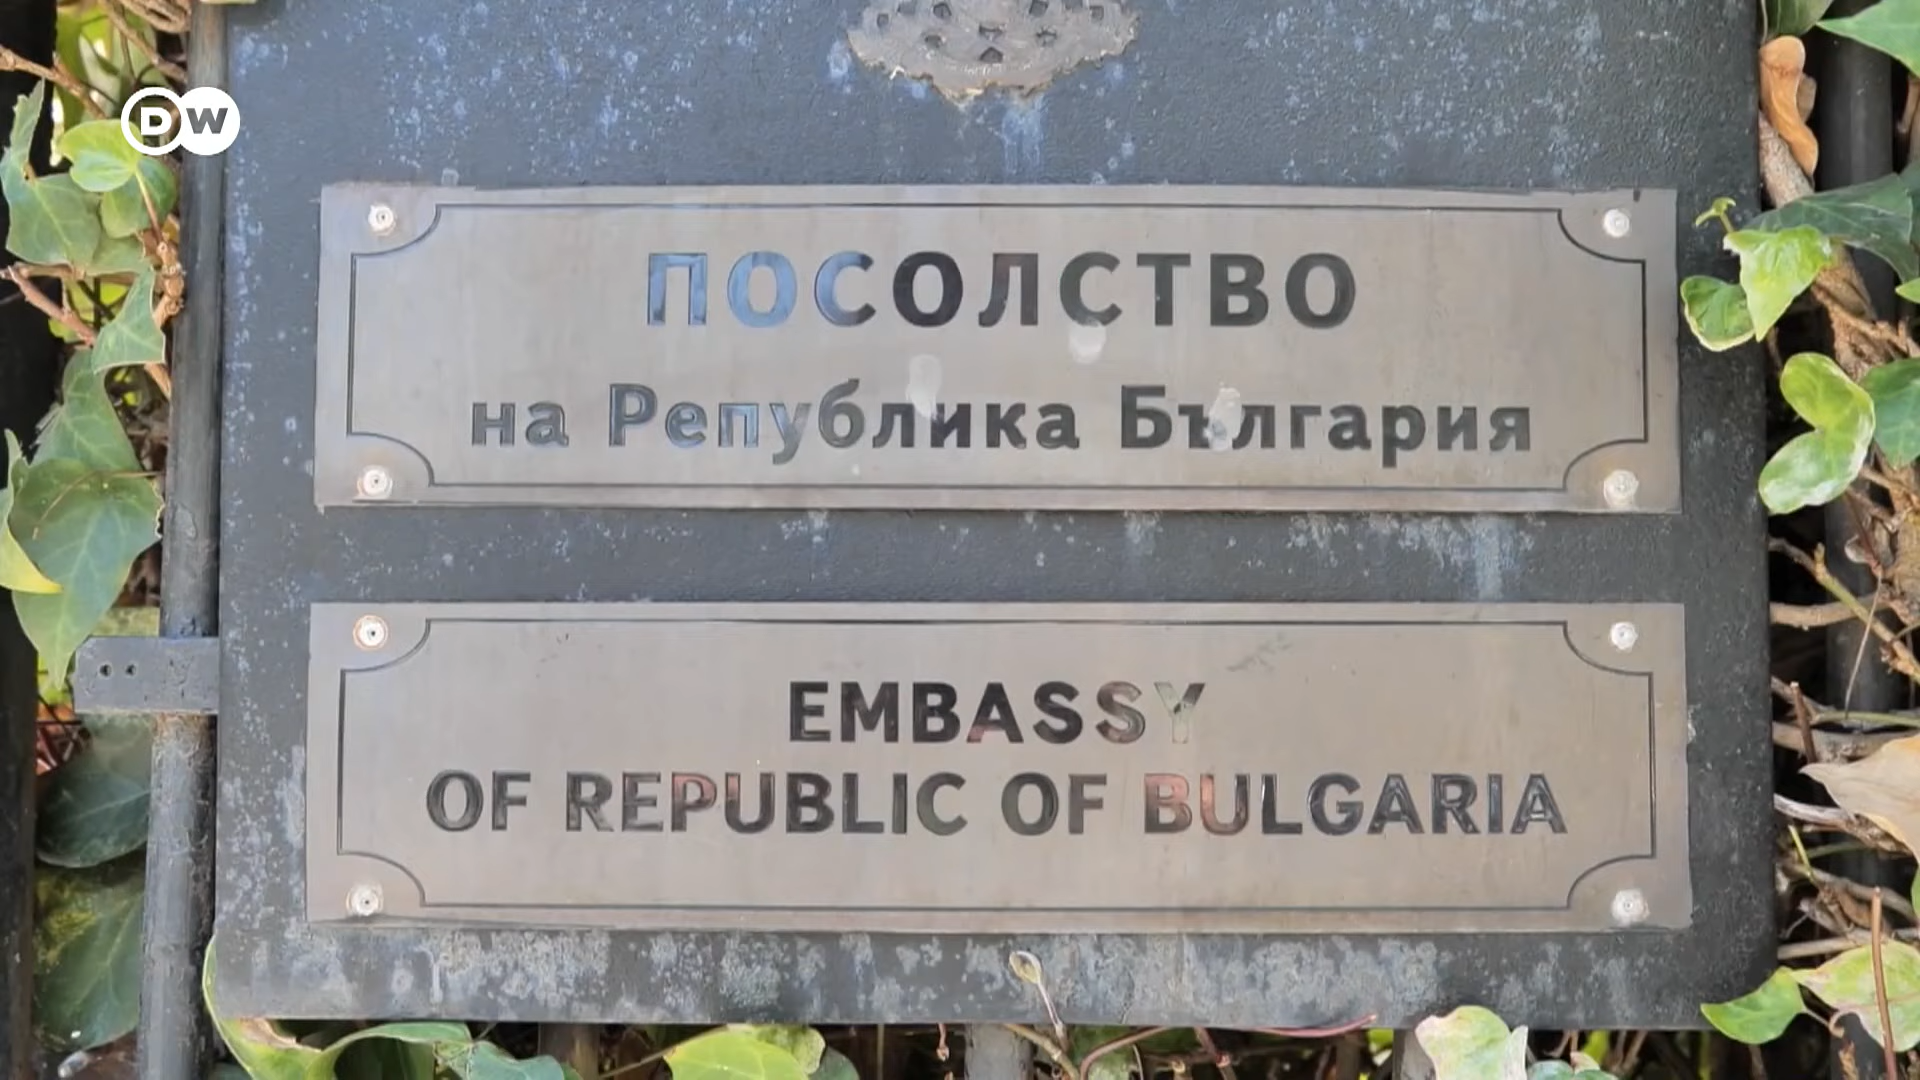 DW
ПОСОЛСТВО
на Република България
EMBASSY
OF REPUBLIC OF BULGARIA